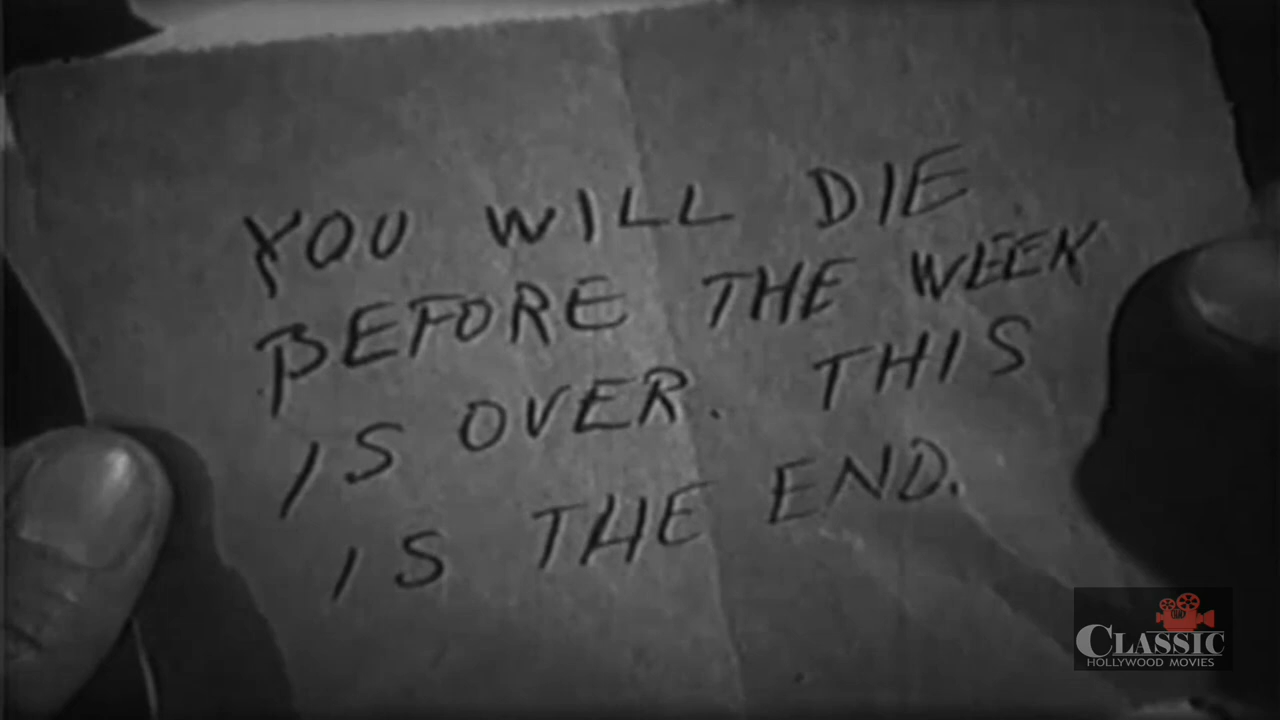 YOU WILL DIE
BEFORE THE WEEK
IS OVER. THIS
IS THE END.
CLASSIC
HOLLYWOOD MOVIES